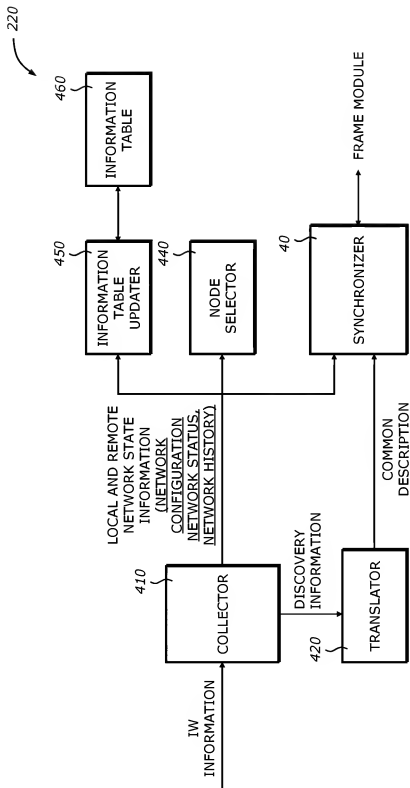 220
IW
INFORMATION
410
COLLECTOR
LOCAL AND REMOTE
NETWORK STATE
INFORMATION
(NETWORK
CONFIGURATION
NETWORK STATUS,
NETWORK HISTORY)
DISCOVERY
INFORMATION
420
TRANSLATOR
COMMON
DESCRIPTION
450
INFORMATION
TABLE
UPDATER
460
INFORMATION
TABLE
440
NODE
SELECTOR
40
SYNCHRONIZER
FRAME MODULE